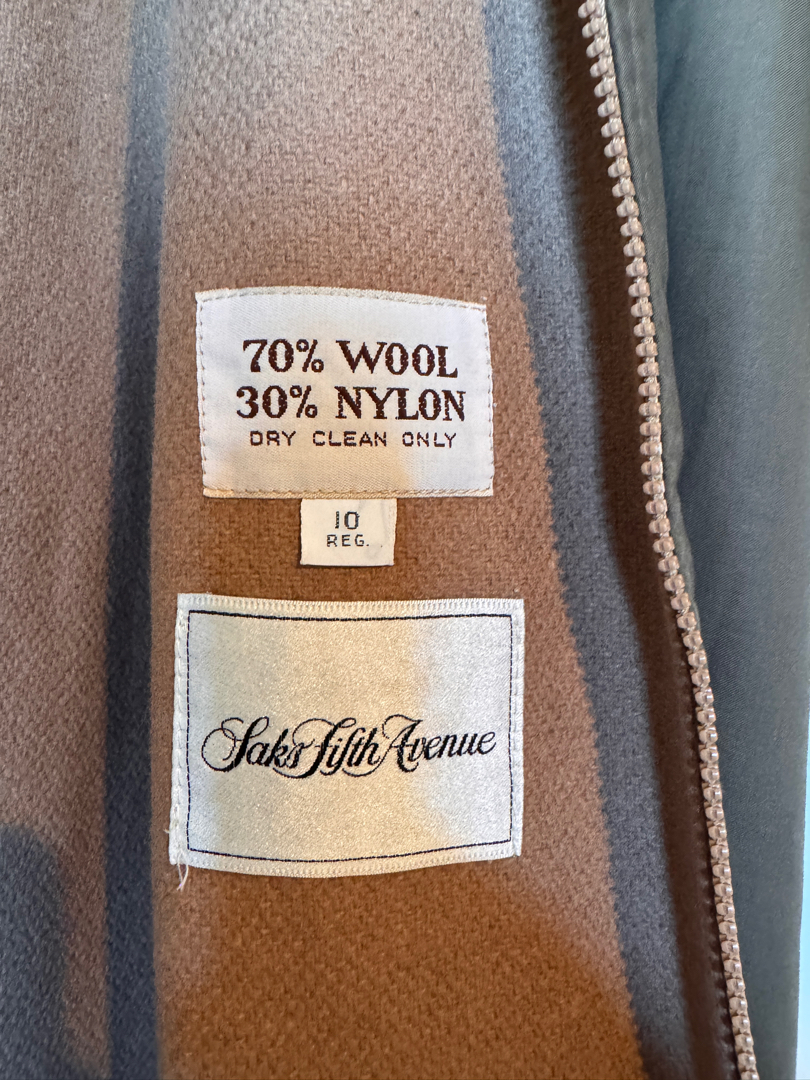 70% WOOL
30% NYLON
DRY CLEAN ONLY
10
REG.
Saks Fifth Avenue